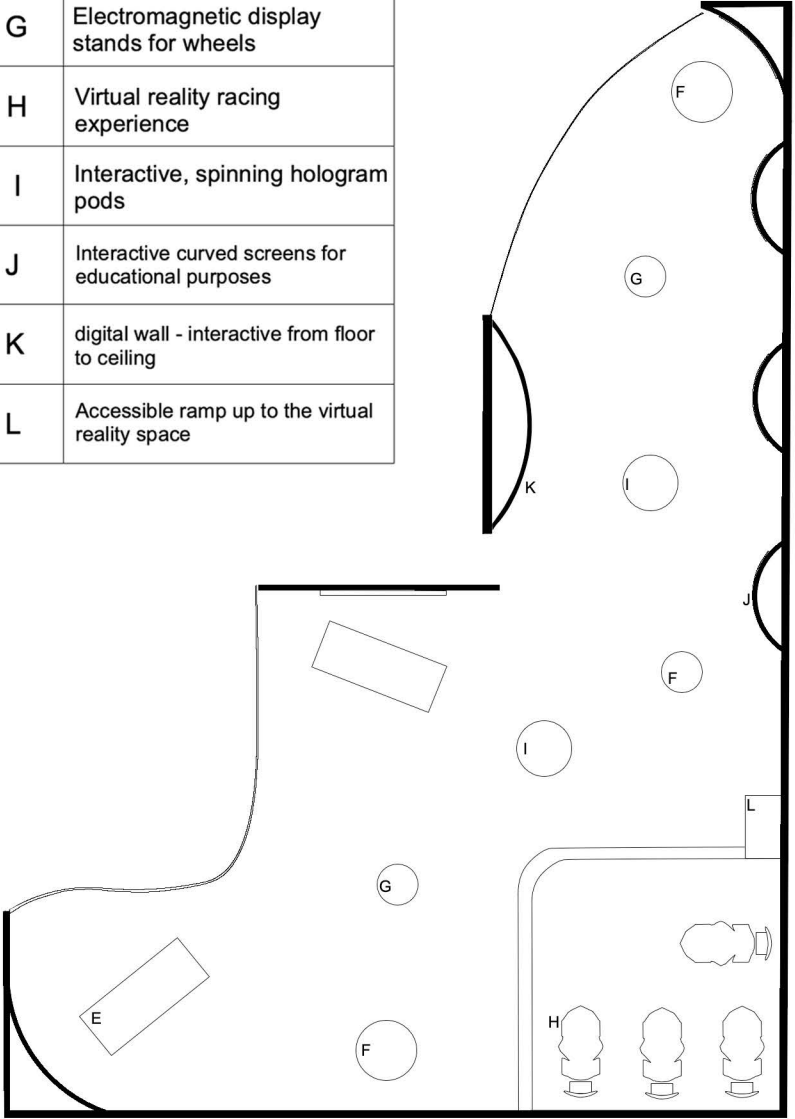 G
Electromagnetic display
stands for wheels
H
Virtual reality racing
experience
I
Interactive, spinning hologram
pods
J
Interactive curved screens for
educational purposes
K
digital wall - interactive from floor
to ceiling
L
Accessible ramp up to the virtual
reality space
F
G
I
K
J
F
I
L
G
E
H
F